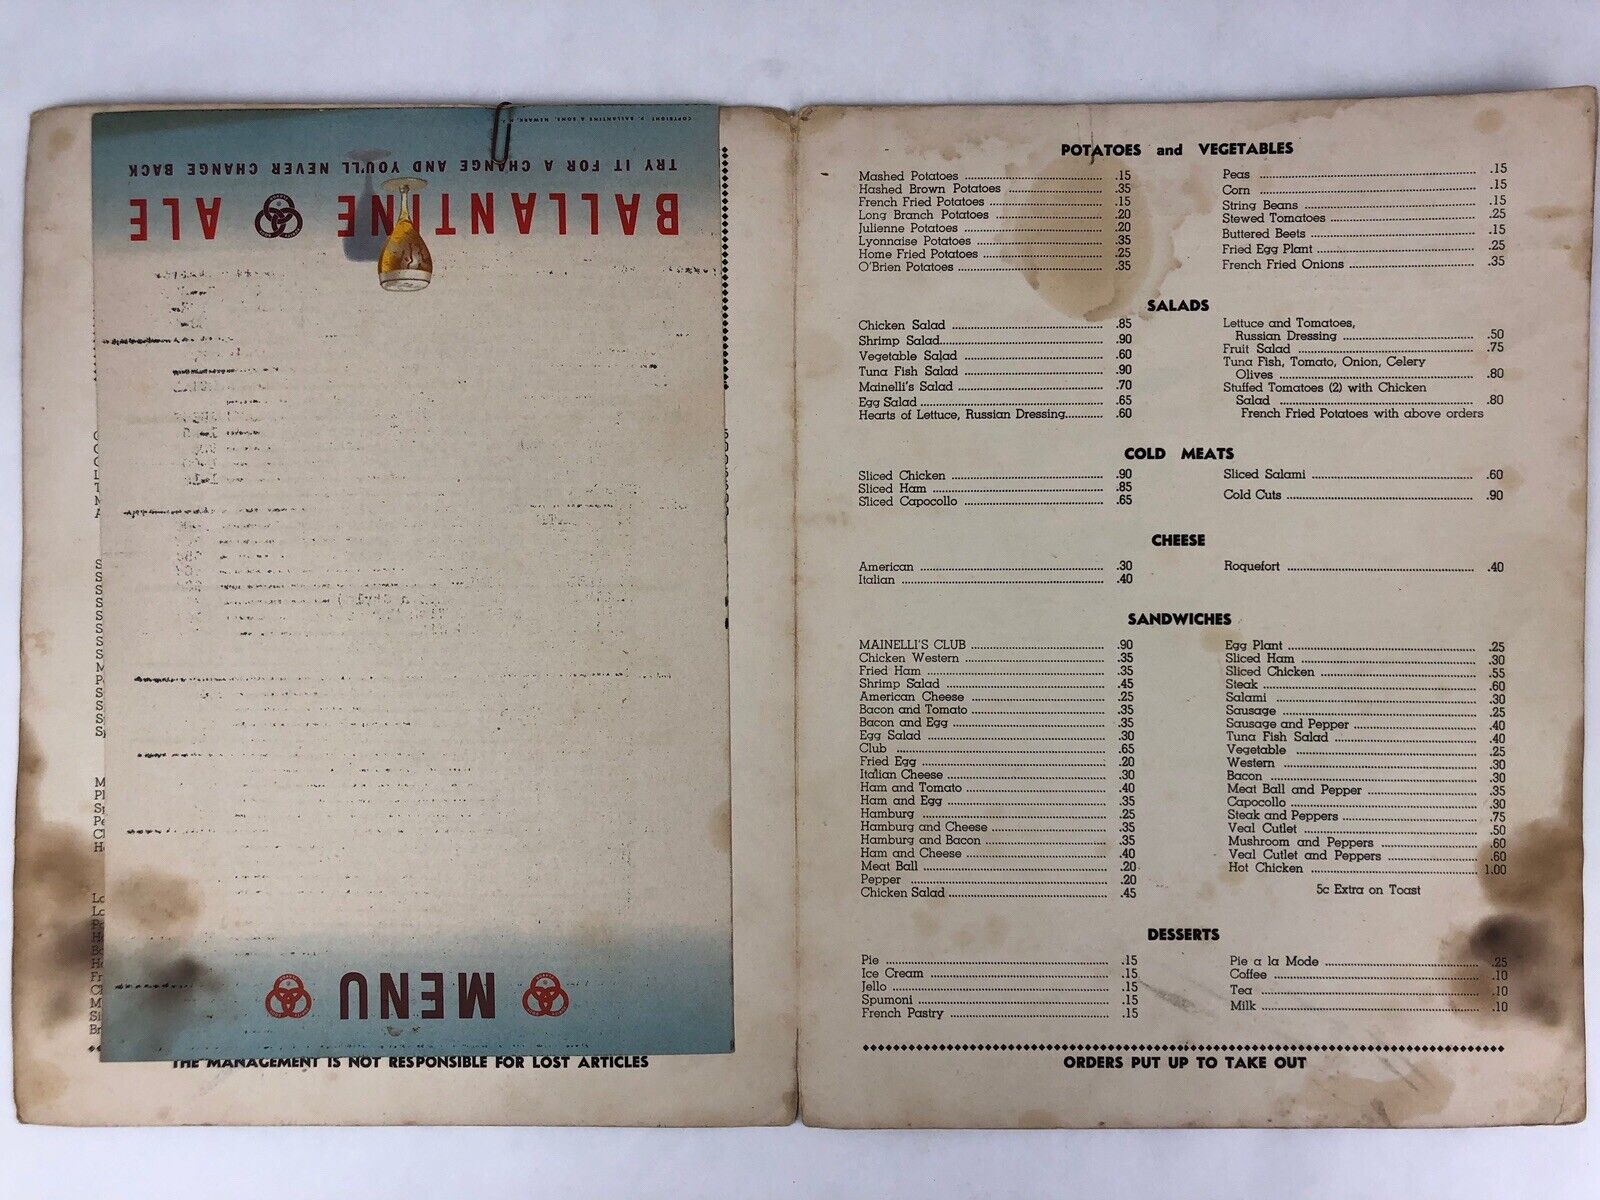 COPYRIGHT P. BALLANTINE & SONS, NEWARK, N. J.
TRY IT FOR A CHANGE AND YOU'LL NEVER CHANGE BACK
BALLANTINE ALE
MENU
THE MANAGEMENT IS NOT RESPONSIBLE FOR LOST ARTICLES
POTATOES and VEGETABLES
Mashed Potatoes .15
Hashed Brown Potatoes .35
French Fried Potatoes .15
Long Branch Potatoes .20
Julienne Potatoes .20
Lyonnaise Potatoes .35
Home Fried Potatoes .25
O'Brien Potatoes .35
Peas .15
Corn .15
String Beans .15
Stewed Tomatoes .25
Buttered Beets .15
Fried Egg Plant .25
French Fried Onions .35
SALADS
Chicken Salad .85
Shrimp Salad .90
Vegetable Salad .60
Tuna Fish Salad .90
Mainelli's Salad .70
Egg Salad .65
Hearts of Lettuce, Russian Dressing .60
Lettuce and Tomatoes,
Russian Dressing .50
Fruit Salad .75
Tuna Fish, Tomato, Onion, Celery
Olives .80
Stuffed Tomatoes (2) with Chicken
Salad .80
French Fried Potatoes with above orders
COLD MEATS
Sliced Chicken .90
Sliced Ham .85
Sliced Capocollo .65
Sliced Salami .60
Cold Cuts .90
CHEESE
American .30
Italian .40
Roquefort .40
SANDWICHES
MAINELLI'S CLUB .90
Chicken Western .35
Fried Ham .35
Shrimp Salad .45
American Cheese .25
Bacon and Tomato .35
Bacon and Egg .35
Egg Salad .30
Club .65
Fried Egg .20
Italian Cheese .30
Ham and Tomato .40
Ham and Egg .35
Hamburg .25
Hamburg and Cheese .35
Hamburg and Bacon .35
Ham and Cheese .40
Meat Ball .20
Pepper .20
Chicken Salad .45
Egg Plant .25
Sliced Ham .30
Sliced Chicken .55
Steak .60
Salami .30
Sausage .25
Sausage and Pepper .40
Tuna Fish Salad .40
Vegetable .25
Western .30
Bacon .30
Meat Ball and Pepper .35
Capocollo .30
Steak and Peppers .75
Veal Cutlet .50
Mushroom and Peppers .60
Veal Cutlet and Peppers .60
Hot Chicken 1.00
5c Extra on Toast
DESSERTS
Pie .15
Ice Cream .15
Jello .15
Spumoni .15
French Pastry .15
Pie a la Mode .25
Coffee .10
Tea .10
Milk .10
ORDERS PUT UP TO TAKE OUT